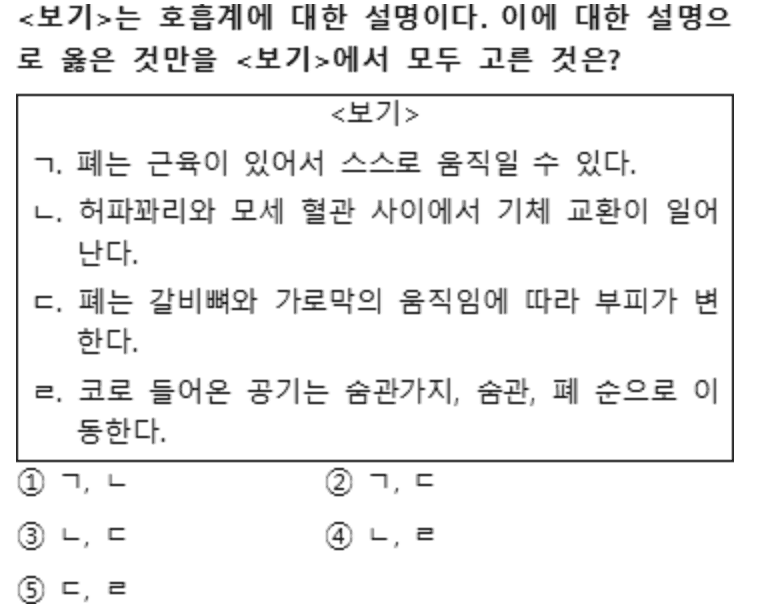 <보기>는 호흡계에 대한 설명이다. 이에 대한 설명으
로 옳은 것만을 <보기>에서 모두 고른 것은?
<보기>
ㄱ. 폐는 근육이 있어서 스스로 움직일 수 있다.
ㄴ. 허파꽈리와 모세 혈관 사이에서 기체 교환이 일어
난다.
ㄷ. 폐는 갈비뼈와 가로막의 움직임에 따라 부피가 변
한다.
ㄹ. 코로 들어온 공기는 숨관가지, 숨관, 폐 순으로 이
동한다.
① ㄱ, ㄴ ② ㄱ, ㄷ
③ ㄴ, ㄷ ④ ㄴ, ㄹ
⑤ ㄷ, ㄹ